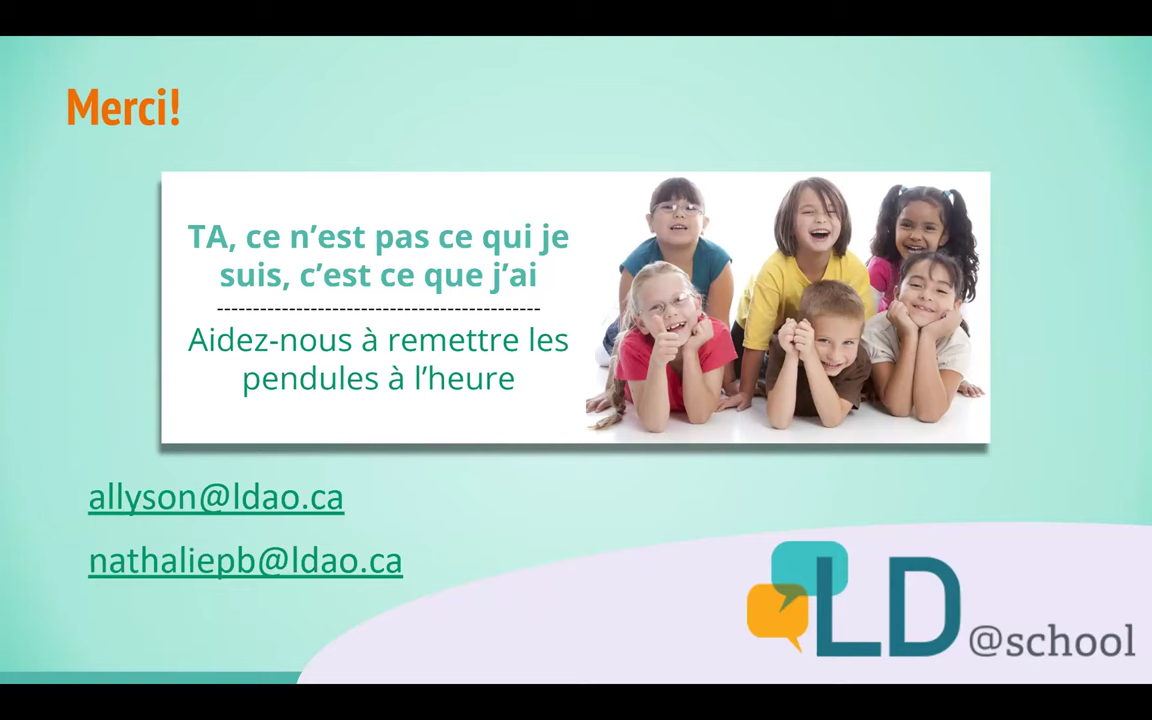 Merci!
TA, ce n’est pas ce qui je
suis, c’est ce que j’ai
---------------------------------------------
Aidez-nous à remettre les
pendules à l’heure
allyson@ldao.ca
nathaliepb@ldao.ca
LD @school